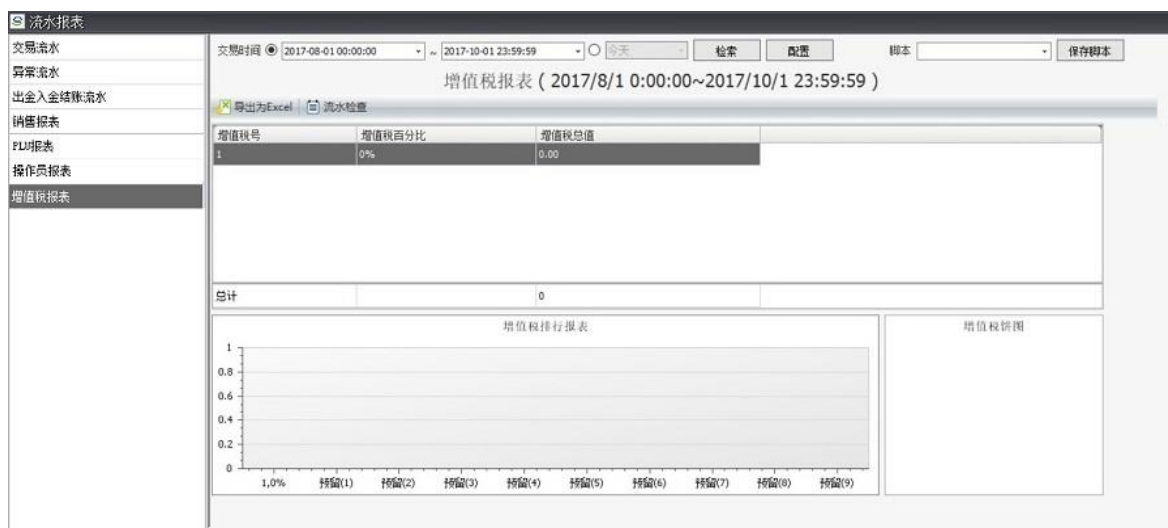 流水报表
交易流水
异常流水
出金入金结账流水
销售报表
PLU报表
操作员报表
增值税报表
交易时间 2017-08-01 00:00:00 ~ 2017-10-01 23:59:59 今天 检索 配置 脚本 保存脚本
增值税报表 ( 2017/8/1 0:00:00~2017/10/1 23:59:59 )
导出为Excel 流水检查
增值税号 增值税百分比 增值税总值
1 0% 0.00
总计 0
增值税排行报表
1
0.8
0.6
0.4
0.2
0
1,0% 预留(1) 预留(2) 预留(3) 预留(4) 预留(5) 预留(6) 预留(7) 预留(8) 预留(9)
增值税饼图